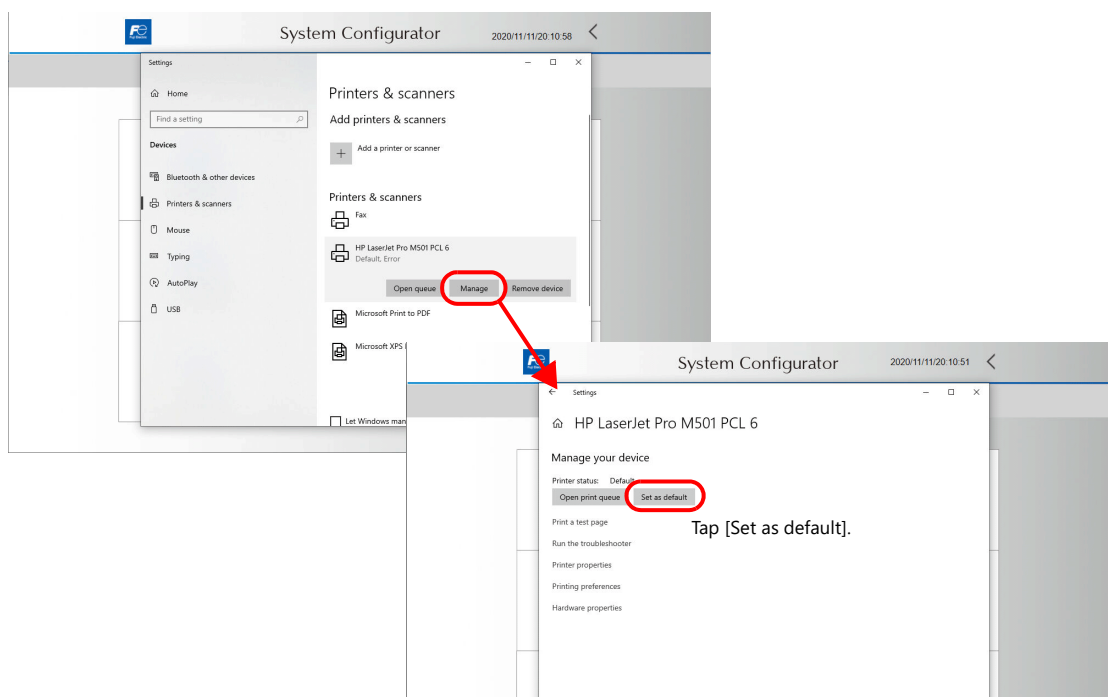 System Configurator
2020/11/11/20:10:58
Settings
Home
Find a setting
Devices
Bluetooth & other devices
Printers & scanners
Mouse
Typing
AutoPlay
USB
Printers & scanners
Add printers & scanners
Add a printer or scanner
Printers & scanners
Fax
HP LaserJet Pro M501 PCL 6
Default, Error
Open queue
Manage
Remove device
Microsoft Print to PDF
Microsoft XPS
Let Windows man
System Configurator
2020/11/11/20:10:51
Settings
HP LaserJet Pro M501 PCL 6
Manage your device
Printer status: Default
Open print queue
Set as default
Tap [Set as default].
Print a test page
Run the troubleshooter
Printer properties
Printing preferences
Hardware properties